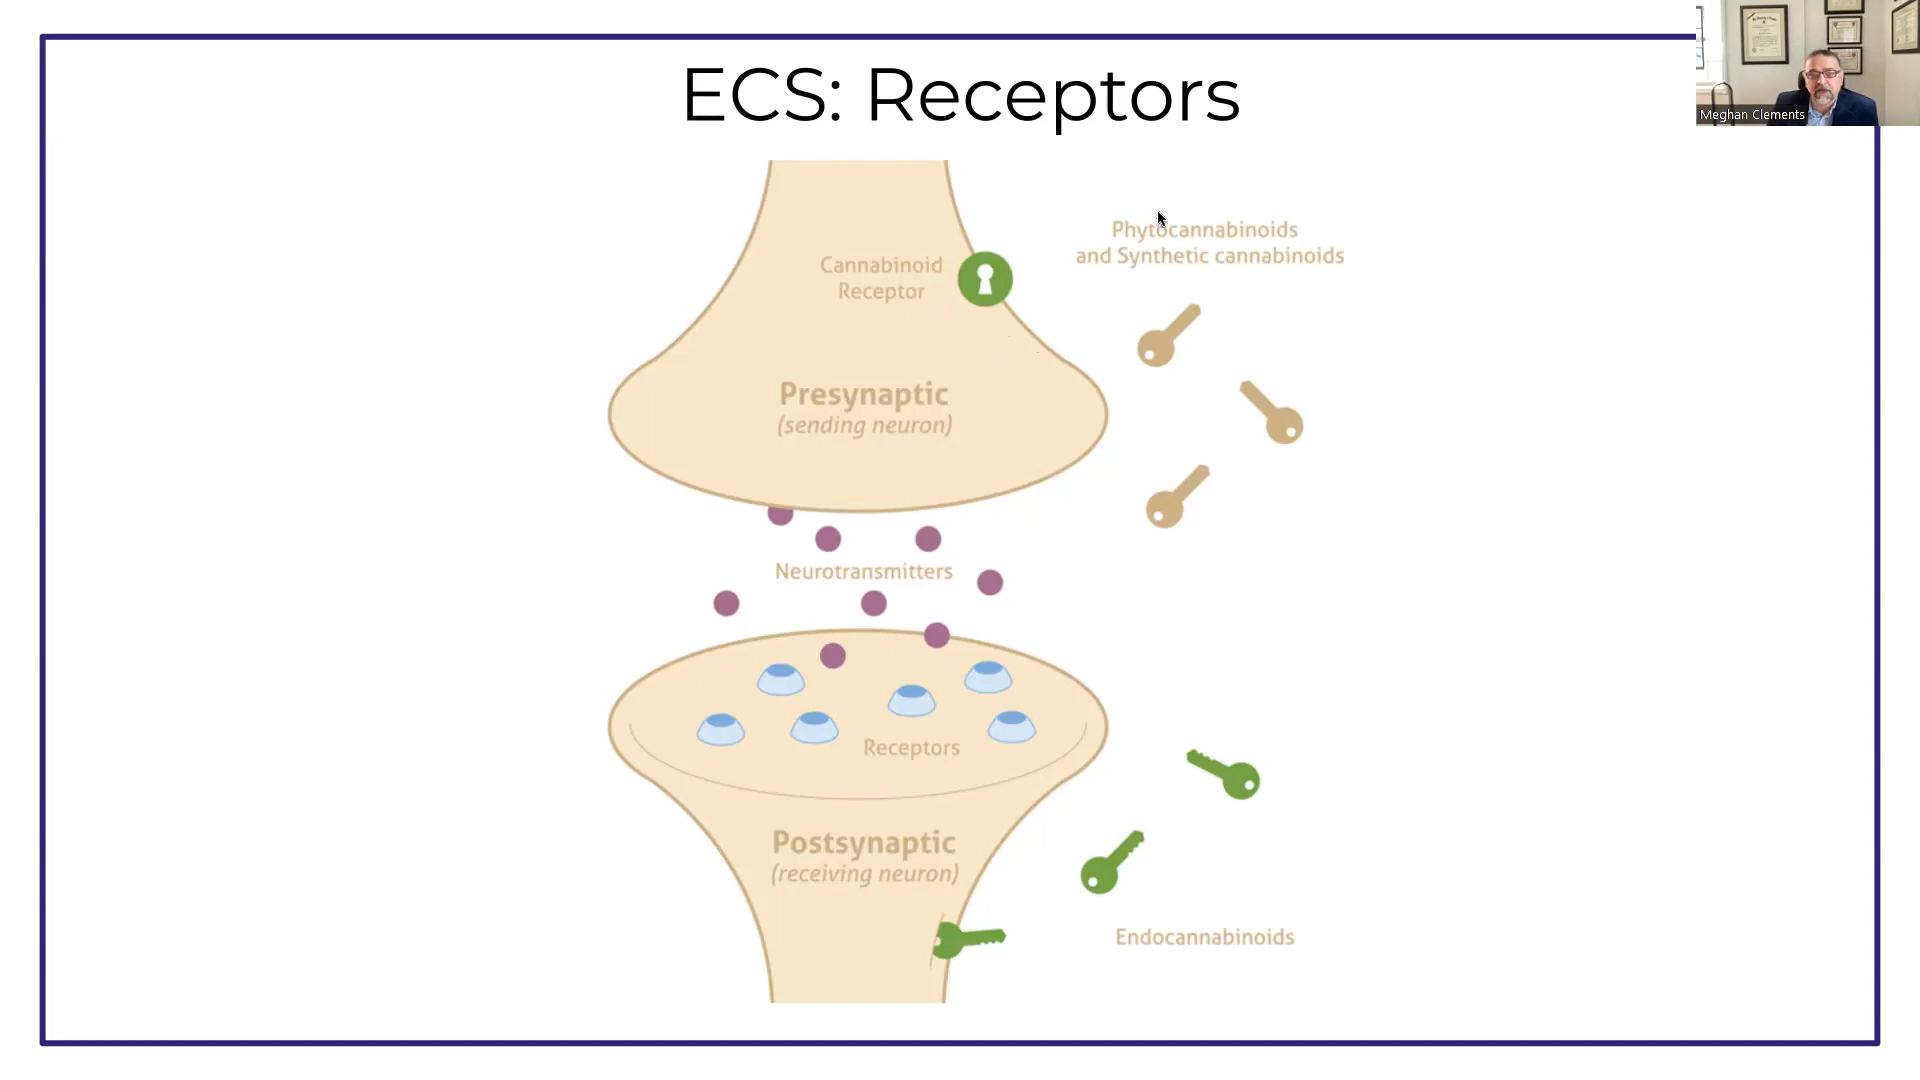 ECS: Receptors
Meghan Clements
Phytocannabinoids
and Synthetic cannabinoids
Cannabinoid
Receptor
Presynaptic
(sending neuron)
Neurotransmitters
Receptors
Postsynaptic
(receiving neuron)
Endocannabinoids